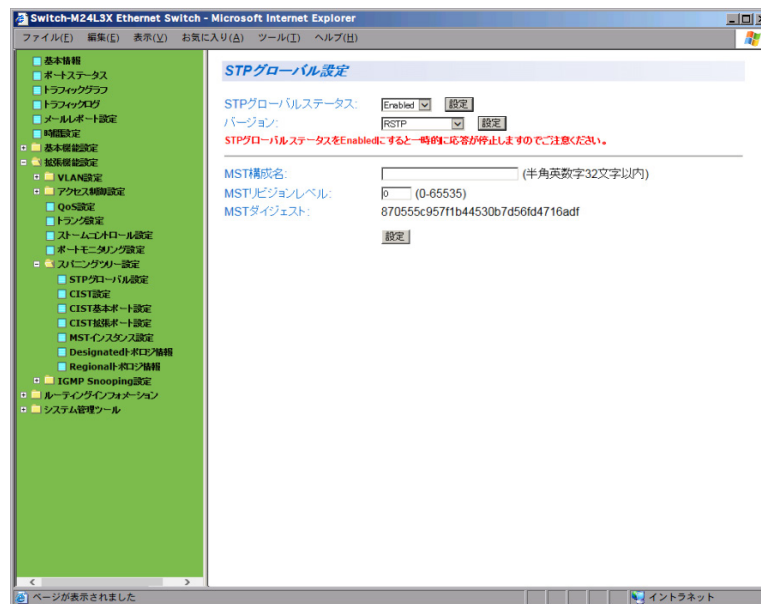 Switch-M24L3X Ethernet Switch - Microsoft Internet Explorer
ファイル(F) 編集(E) 表示(V) お気に入り(A) ツール(T) ヘルプ(H)
基本情報
ポートステータス
トラフィックグラフ
トラフィックログ
メールレポート設定
時間設定
基本機能設定
拡張機能設定
VLAN設定
アクセス制御設定
QoS設定
トランク設定
ストームコントロール設定
ポートモニタリング設定
スパニングツリー設定
STPグローバル設定
CIST設定
CIST基本ポート設定
CIST拡張ポート設定
MSTインスタンス設定
Designatedトポロジ情報
Regionalトポロジ情報
IGMP Snooping設定
ルーティングインフォメーション
システム管理ツール
STPグローバル設定
STPグローバルステータス: Enabled 設定
バージョン: RSTP 設定
STPグローバルステータスをEnabledにすると一時的に応答が停止しますのでご注意ください。
MST構成名: (半角英数字32文字以内)
MSTリビジョンレベル: 0 (0-65535)
MSTダイジェスト: 870555c957f1b44530b7d56fd4716adf
設定
ページが表示されました イントラネット